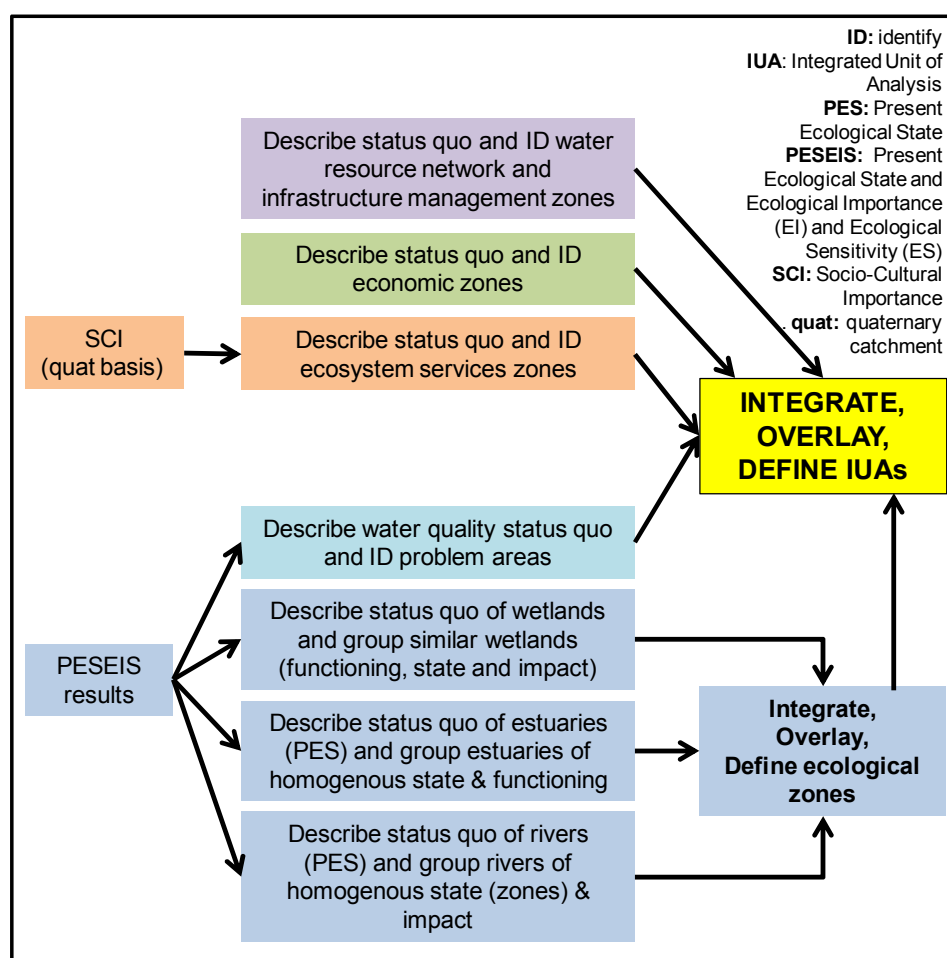 ID: identify
IUA: Integrated Unit of
Analysis
PES: Present
Ecological State
PESEIS: Present
Ecological State and
Ecological Importance
(EI) and Ecological
Sensitivity (ES)
SCI: Socio-Cultural
Importance
. quat: quaternary
catchment
Describe status quo and ID water
resource network and
infrastructure management zones
Describe status quo and ID
economic zones
SCI
(quat basis)
Describe status quo and ID
ecosystem services zones
INTEGRATE,
OVERLAY,
DEFINE IUAs
Describe water quality status quo
and ID problem areas
Describe status quo of wetlands
and group similar wetlands
(functioning, state and impact)
PESEIS
results
Describe status quo of estuaries
(PES) and group estuaries of
homogenous state & functioning
Integrate,
Overlay,
Define ecological
zones
Describe status quo of rivers
(PES) and group rivers of
homogenous state (zones) &
impact